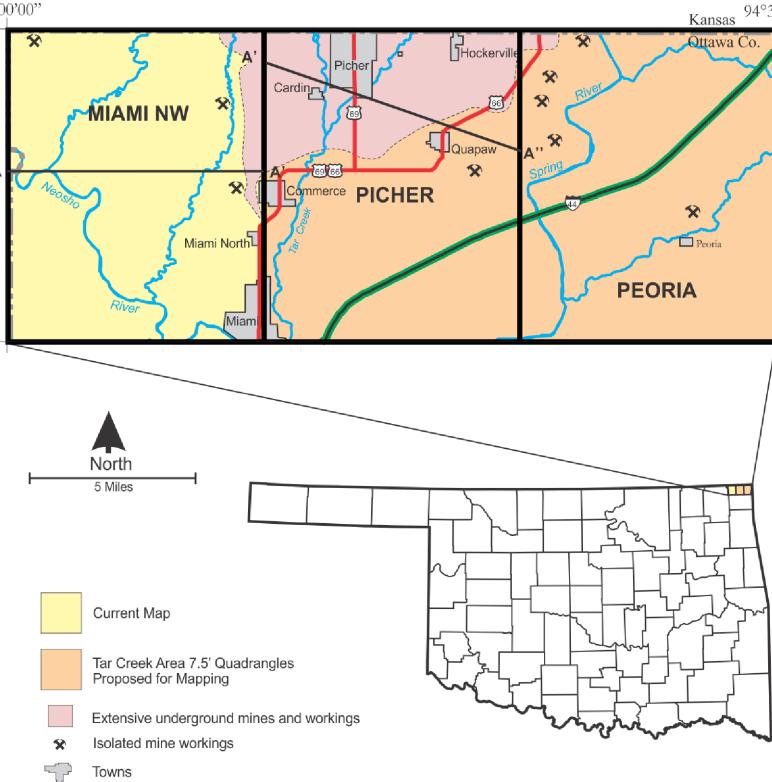 00'00"
94°3
Kansas
Ottawa Co.
A'
Picher
Hockerville
Cardin
MIAMI NW
69
66
River
Quapaw
A''
Spring
A
69 66
Commerce
PICHER
44
Neosho
Tar Creek
Miami North
Peoria
PEORIA
River
Miami
North
5 Miles
Current Map
Tar Creek Area 7.5' Quadrangles
Proposed for Mapping
Extensive underground mines and workings
Isolated mine workings
Towns